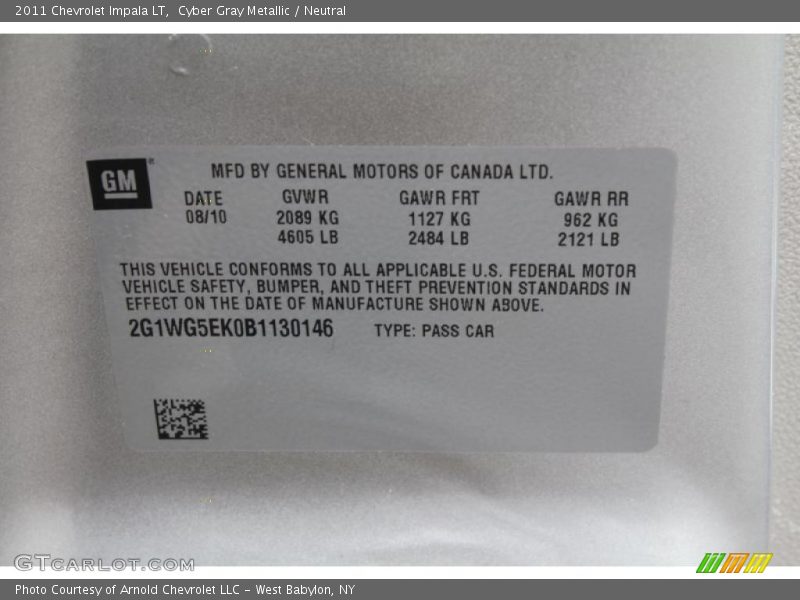 2011 Chevrolet Impala LT,  Cyber Gray Metallic / Neutral
GM
MFD BY GENERAL MOTORS OF CANADA LTD.
DATE GVWR GAWR FRT GAWR RR
08/10 2089 KG 1127 KG 962 KG
4605 LB 2484 LB 2121 LB
THIS VEHICLE CONFORMS TO ALL APPLICABLE U.S. FEDERAL MOTOR
VEHICLE SAFETY, BUMPER, AND THEFT PREVENTION STANDARDS IN
EFFECT ON THE DATE OF MANUFACTURE SHOWN ABOVE.
2G1WG5EK0B1130146 TYPE: PASS CAR
GTCARLOT.COM
Photo Courtesy of Arnold Chevrolet LLC - West Babylon, NY